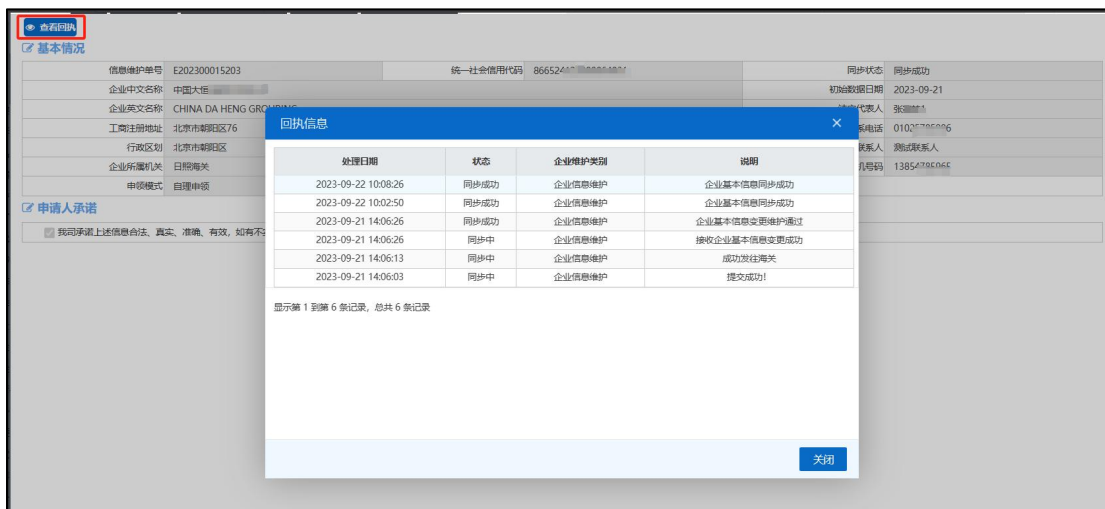 查看回执
基本情况
信息维护单号 E202300015203 统一社会信用代码 866524 同步状态 同步成功
企业中文名称 中国大恒 初始数据日期 2023-09-21
企业英文名称 CHINA DA HENG 代表人 张
工商注册地址 北京市朝阳区76 系电话
行政区划 北京市朝阳区 联系人 测试联系人
企业所属机关 日照海关 机号码
申领模式 自理申领
申请人承诺
我司承诺上述信息合法、真实、准确、有效，如有不
回执信息
处理日期 状态 企业维护类别 说明
2023-09-22 10:08:26 同步成功 企业信息维护 企业基本信息同步成功
2023-09-22 10:02:50 同步成功 企业信息维护 企业基本信息同步成功
2023-09-21 14:06:26 同步成功 企业信息维护 企业基本信息变更维护通过
2023-09-21 14:06:26 同步中 企业信息维护 接收企业基本信息变更成功
2023-09-21 14:06:13 同步中 企业信息维护 成功发往海关
2023-09-21 14:06:03 同步中 企业信息维护 提交成功!
显示第 1 到第 6 条记录，总共 6 条记录
关闭